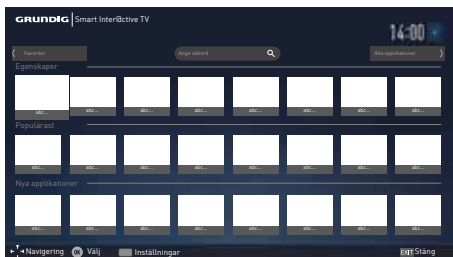 GRUNDIG Smart Inter@ctive TV
14:00
Favoriter Ange sökord Alla applikationer
Egenskaper
abc... abc... abc... abc... abc... abc... abc... abc...
Populärast
abc... abc... abc... abc... abc... abc... abc... abc...
Nya applikationer
abc... abc... abc... abc... abc... abc... abc... abc...
Navigering OK Välj Inställningar EXIT Stäng